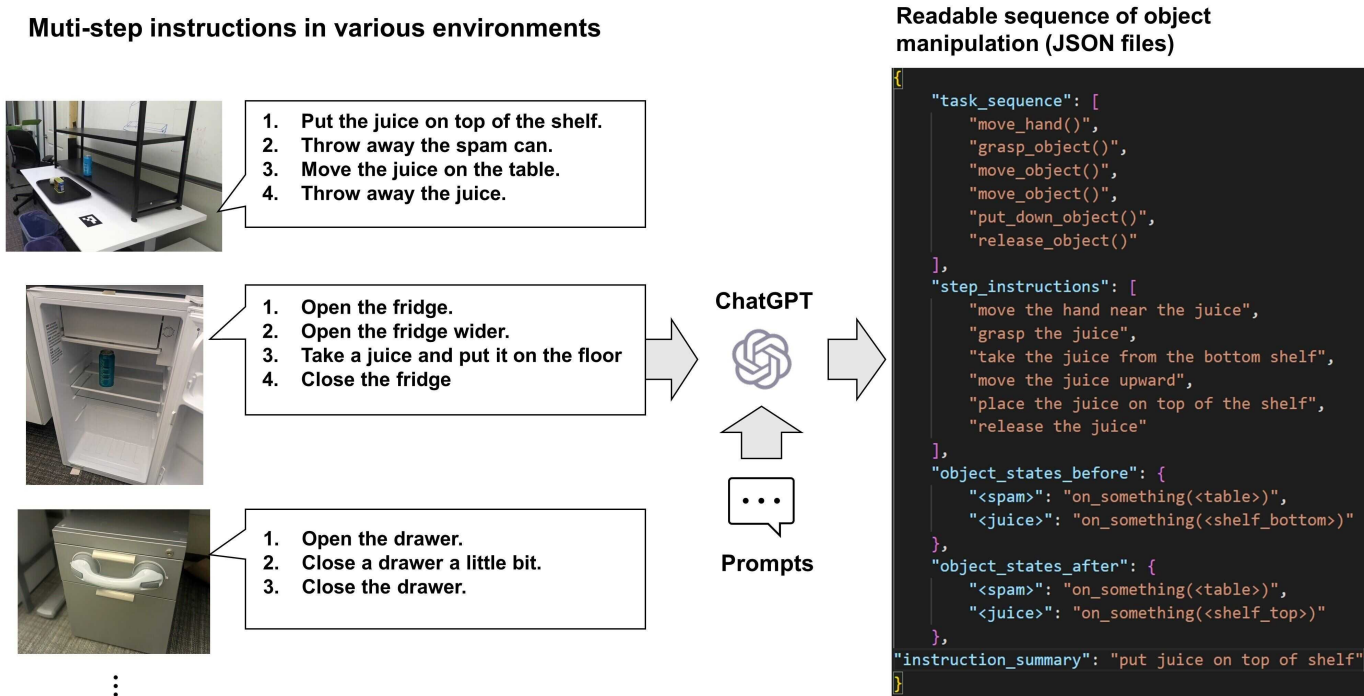 Muti-step instructions in various environments
1. Put the juice on top of the shelf.
2. Throw away the spam can.
3. Move the juice on the table.
4. Throw away the juice.
1. Open the fridge.
2. Open the fridge wider.
3. Take a juice and put it on the floor
4. Close the fridge
1. Open the drawer.
2. Close a drawer a little bit.
3. Close the drawer.
ChatGPT
Prompts
Readable sequence of object
manipulation (JSON files)
{
"task_sequence": [
"move_hand()",
"grasp_object()",
"move_object()",
"move_object()",
"put_down_object()",
"release_object()"
],
"step_instructions": [
"move the hand near the juice",
"grasp the juice",
"take the juice from the bottom shelf",
"move the juice upward",
"place the juice on top of the shelf",
"release the juice"
],
"object_states_before": {
"<spam>": "on_something(<table>)",
"<juice>": "on_something(<shelf_bottom>)"
},
"object_states_after": {
"<spam>": "on_something(<table>)",
"<juice>": "on_something(<shelf_top>)"
},
"instruction_summary": "put juice on top of shelf"
}